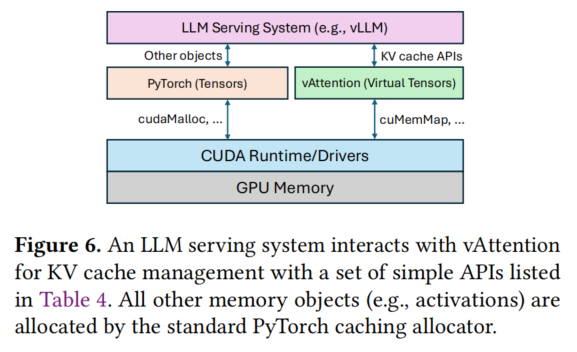 LLM Serving System (e.g., vLLM)
Other objects
KV cache APIs
PyTorch (Tensors)
vAttention (Virtual Tensors)
cudaMalloc, ...
cuMemMap, ...
CUDA Runtime/Drivers
GPU Memory
Figure 6. An LLM serving system interacts with vAttention
for KV cache management with a set of simple APIs listed
in Table 4. All other memory objects (e.g., activations) are
allocated by the standard PyTorch caching allocator.